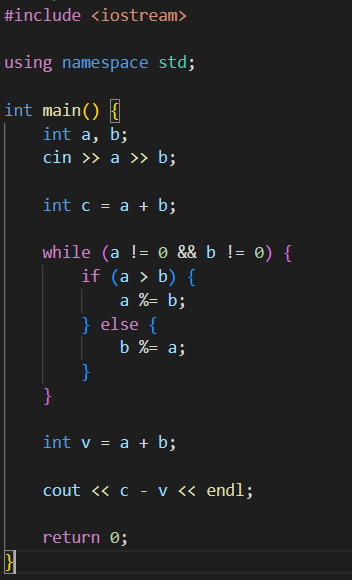 #include <iostream>
using namespace std;
int main() {
int a, b;
cin >> a >> b;
int c = a + b;
while (a != 0 && b != 0) {
if (a > b) {
a %= b;
} else {
b %= a;
}
}
int v = a + b;
cout << c - v << endl;
return 0;
}